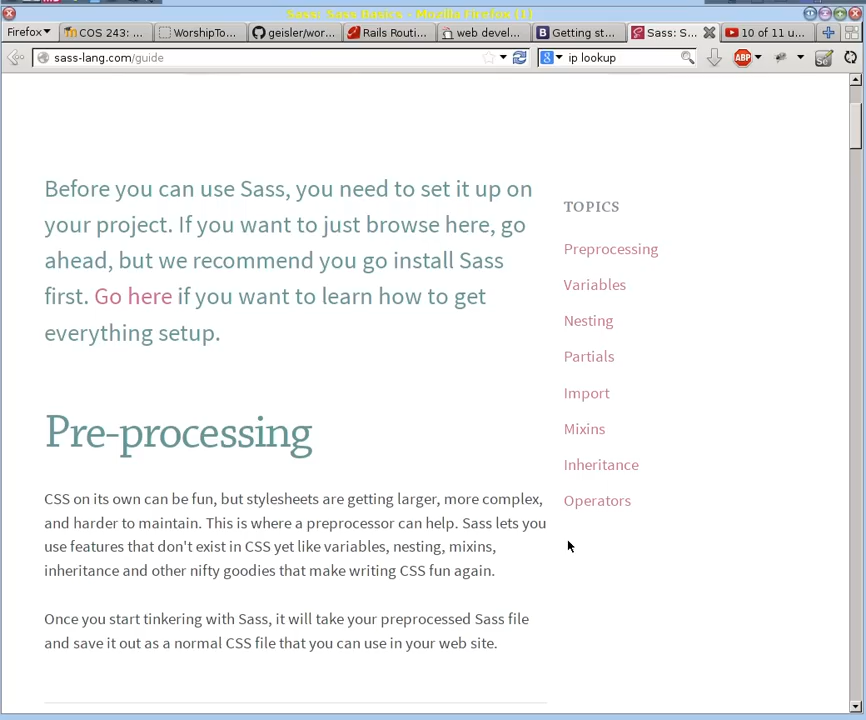 Sass: Sass Basics - Mozilla Firefox (1)
Firefox
COS 243: ...
WorshipTo...
geisler/wor...
Rails Routi...
web devel...
Getting st...
Sass: S...
10 of 11 u...
sass-lang.com/guide
ip lookup
ABP
Before you can use Sass, you need to set it up on
your project. If you want to just browse here, go
ahead, but we recommend you go install Sass
first. Go here if you want to learn how to get
everything setup.
TOPICS
Preprocessing
Variables
Nesting
Partials
Import
Mixins
Inheritance
Operators
Pre-processing
CSS on its own can be fun, but stylesheets are getting larger, more complex,
and harder to maintain. This is where a preprocessor can help. Sass lets you
use features that don't exist in CSS yet like variables, nesting, mixins,
inheritance and other nifty goodies that make writing CSS fun again.
Once you start tinkering with Sass, it will take your preprocessed Sass file
and save it out as a normal CSS file that you can use in your web site.